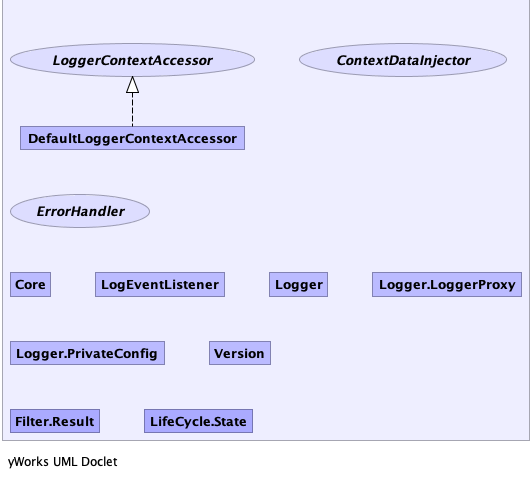 LoggerContextAccessor ContextDataInjector
DefaultLoggerContextAccessor
ErrorHandler
Core LogEventListener Logger Logger.LoggerProxy
Logger.PrivateConfig Version
Filter.Result LifeCycle.State
yWorks UML Doclet